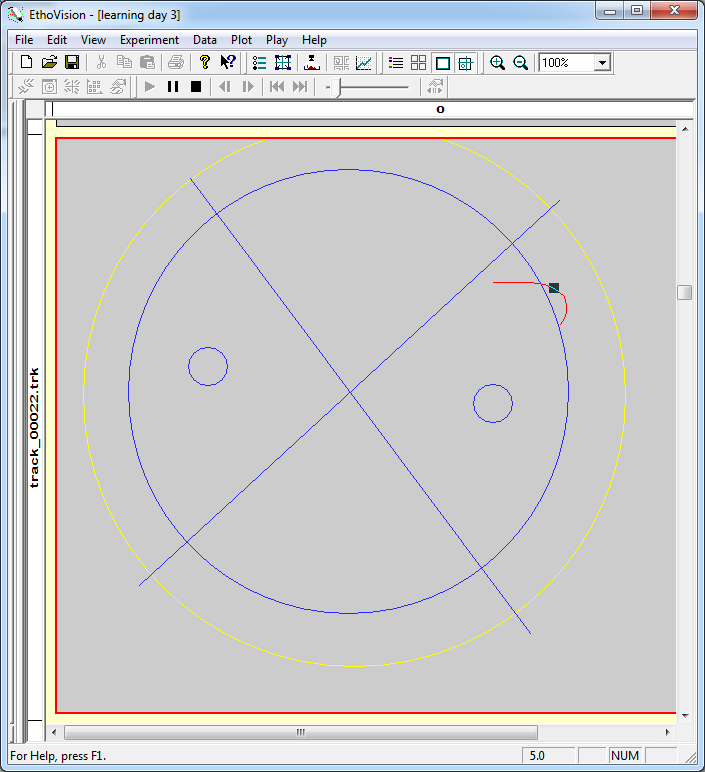 EthoVision - [learning day 3]
File Edit View Experiment Data Plot Play Help
100%
o
track_00022.trk
For Help, press F1.
5.0
NUM